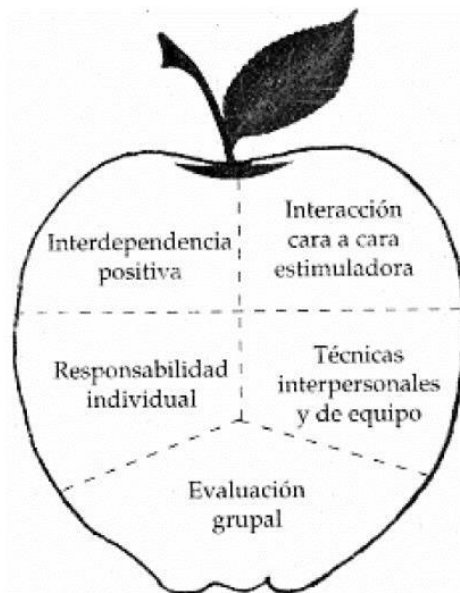 Interdependencia
positiva
Interacción
cara a cara
estimuladora
Responsabilidad
individual
Técnicas
interpersonales
y de equipo
Evaluación
grupal